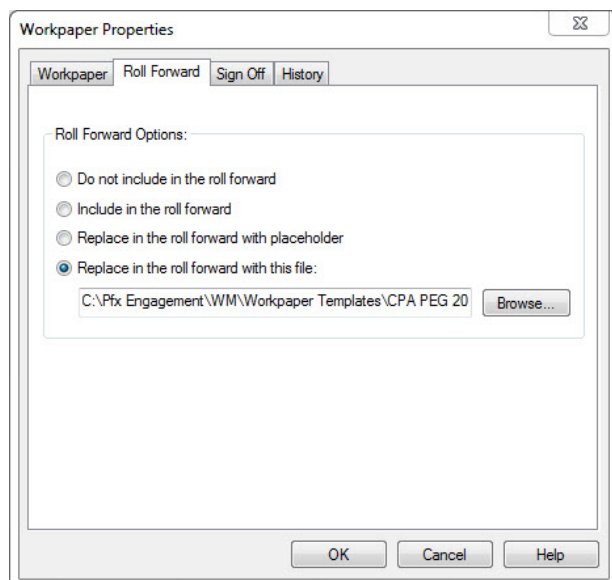 Workpaper Properties
Workpaper Roll Forward Sign Off History
Roll Forward Options:
Do not include in the roll forward
Include in the roll forward
Replace in the roll forward with placeholder
Replace in the roll forward with this file:
C:\Pfx Engagement\WM\Workpaper Templates\CPA PEG 20 Browse...
OK Cancel Help